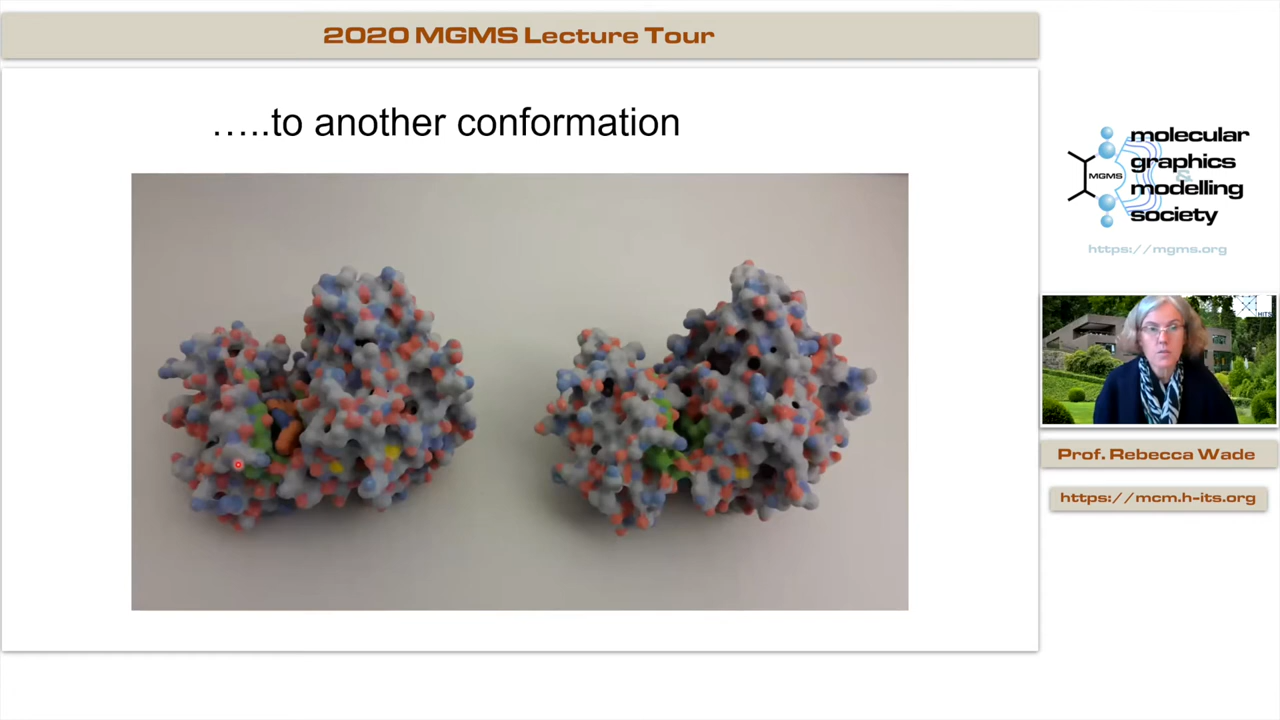 2020 MGMS Lecture Tour
…..to another conformation
molecular
graphics
&
modelling
society
MGMS
https://mgms.org
HITS
Prof. Rebecca Wade
https://mcm.h-its.org